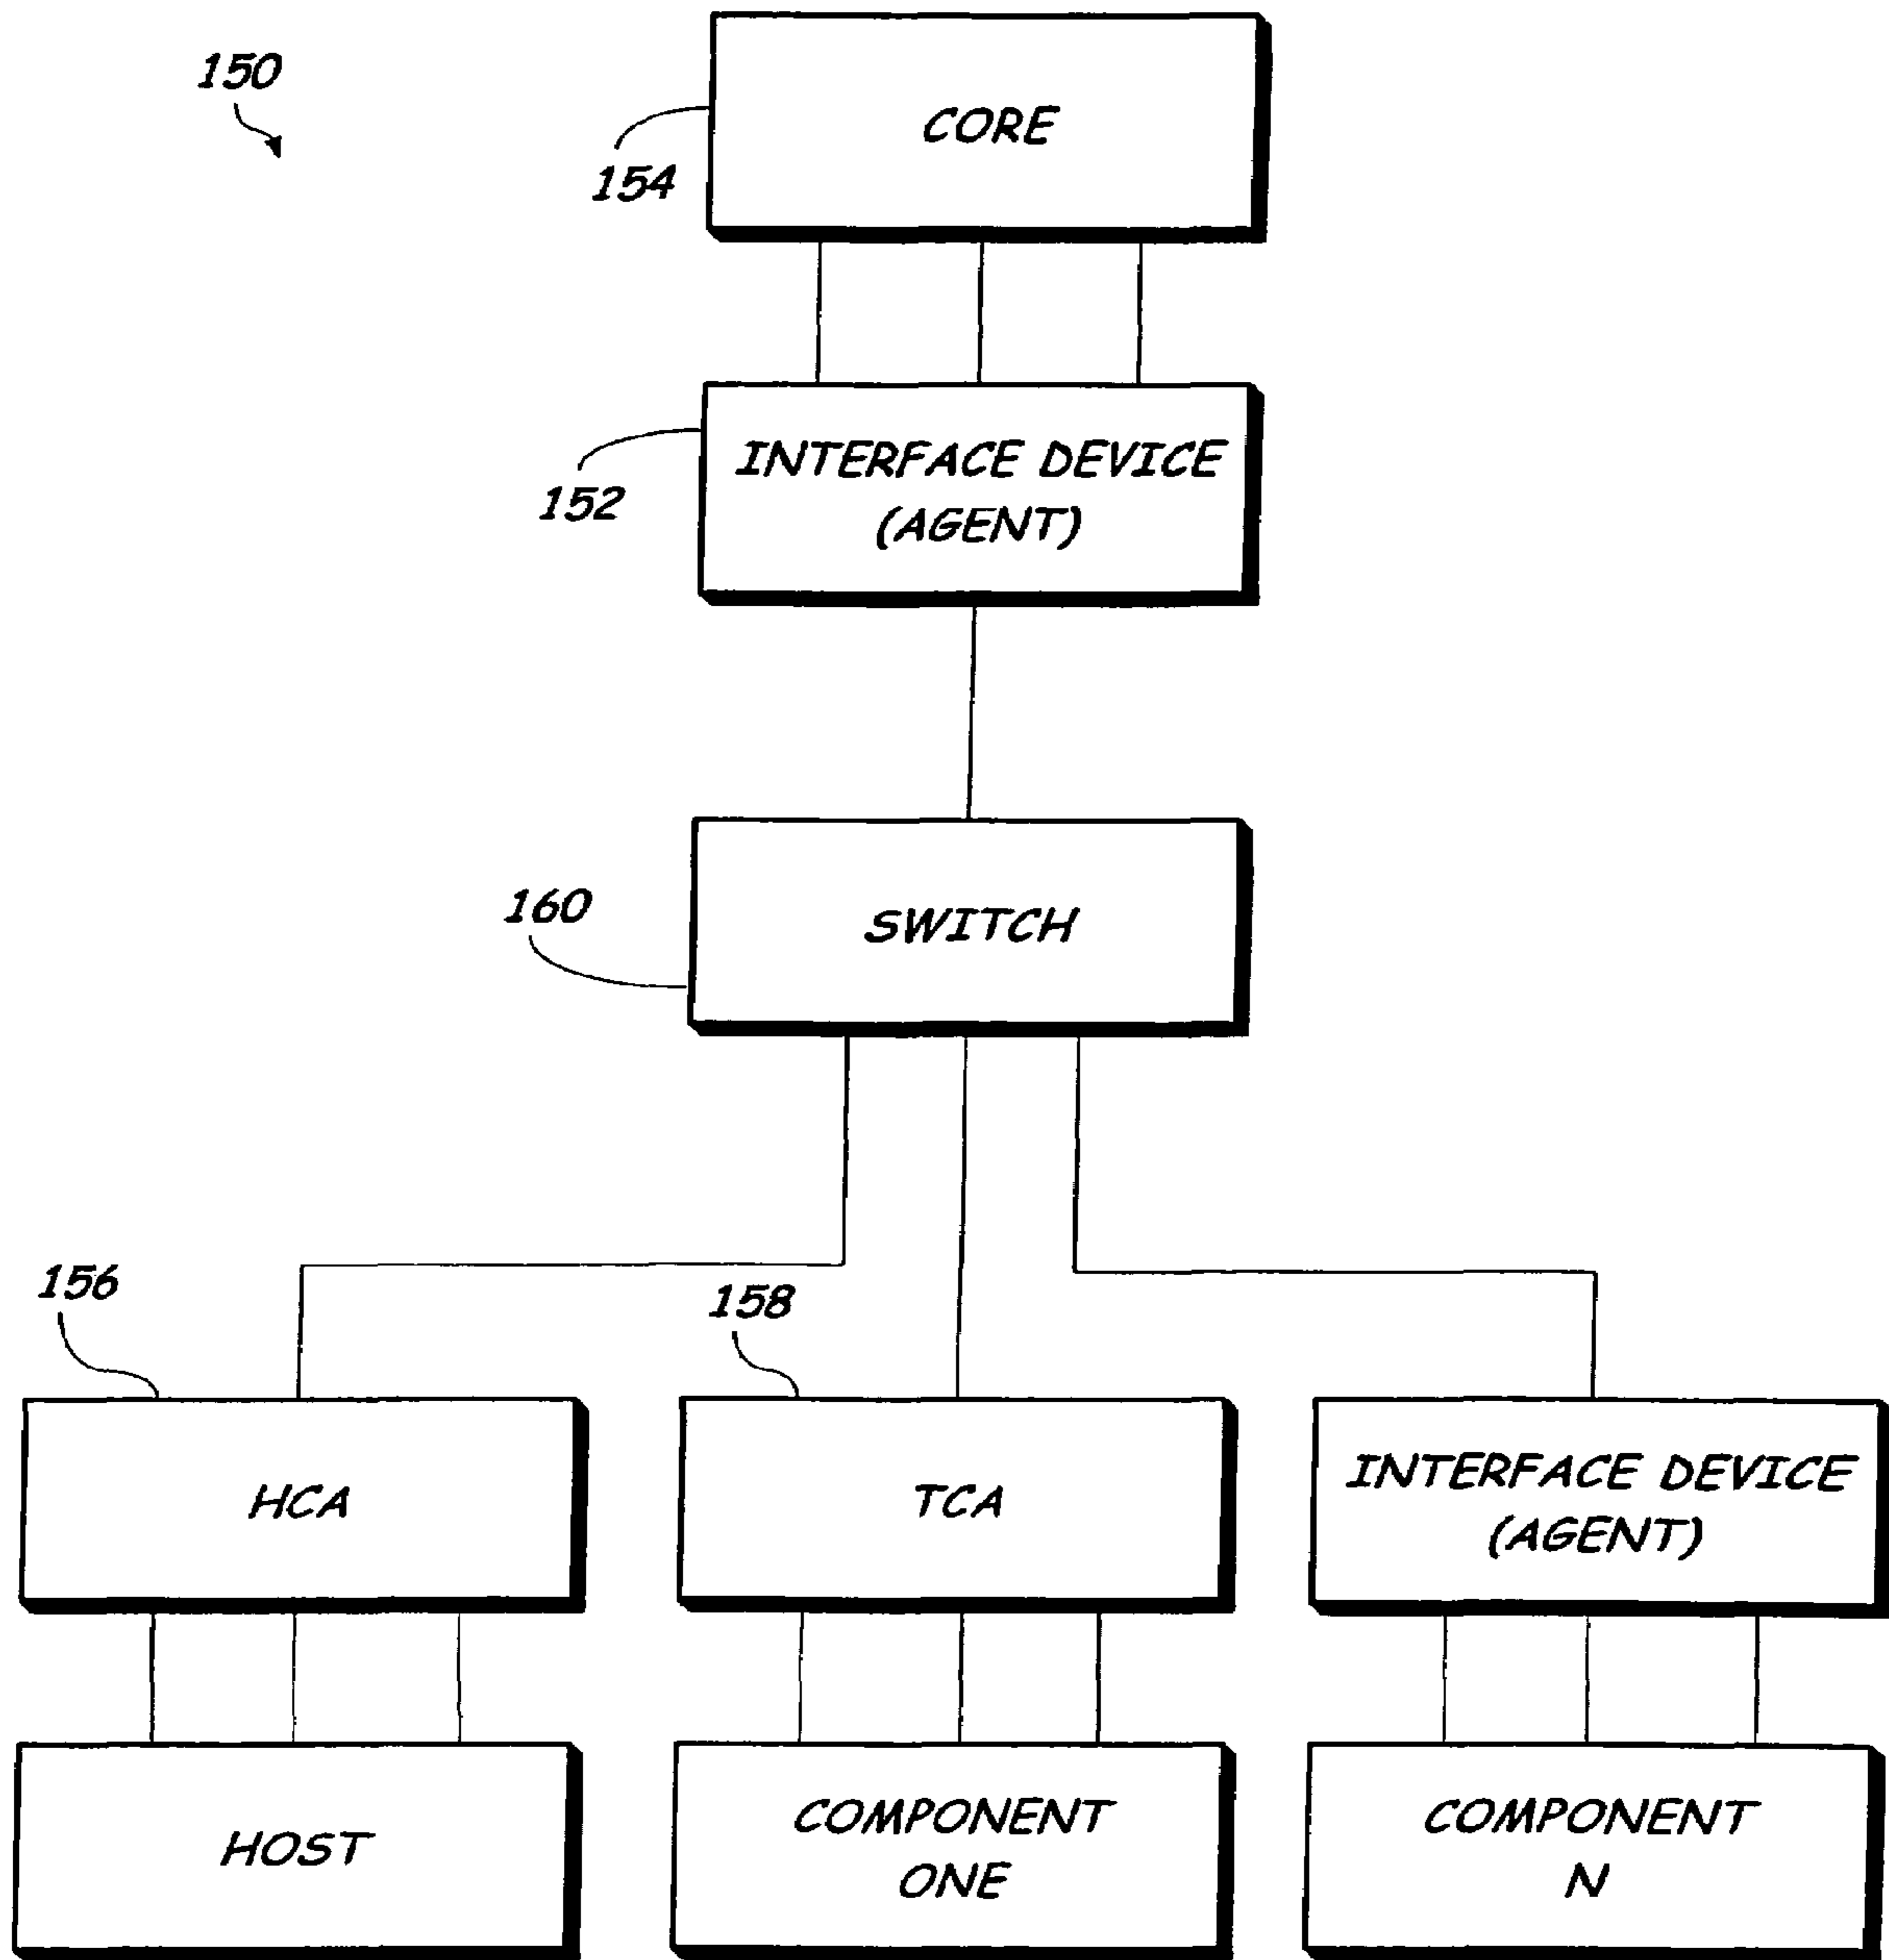 150
CORE
154
INTERFACE DEVICE
(AGENT)
152
160
SWITCH
156
158
HCA
TCA
INTERFACE DEVICE
(AGENT)
HOST
COMPONENT
ONE
COMPONENT
N